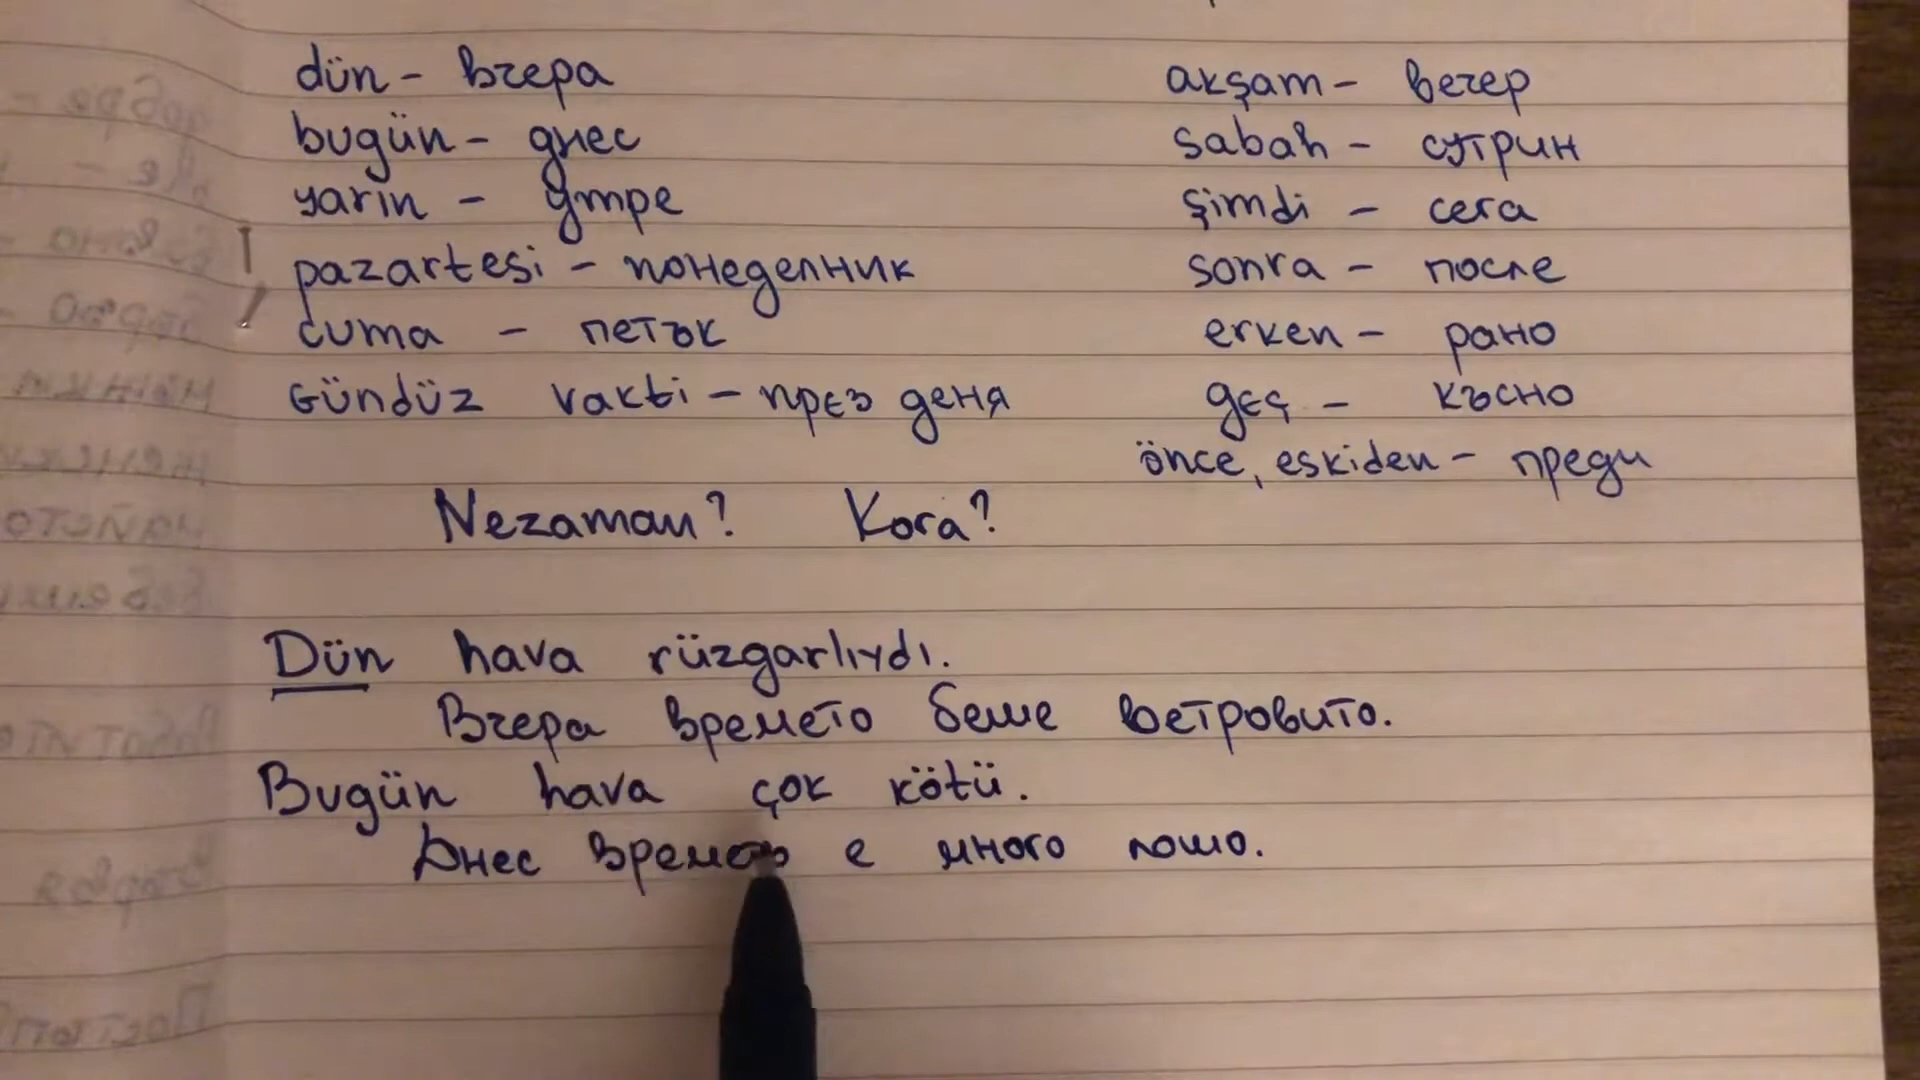 dün - вчера
bugün - днес
yarın - утре
pazartesi - понеделник
cuma - петък
Gündüz vakti - през деня
akşam - вечер
sabah - сутрин
şimdi - сега
sonra - после
erken - рано
geç - късно
önce, eskiden - преди
Nezaman? Кога?
Dün hava rüzgarlıydı.
Вчера времето беше ветровито.
Bugün hava çok kötü.
Днес времето е много лошо.